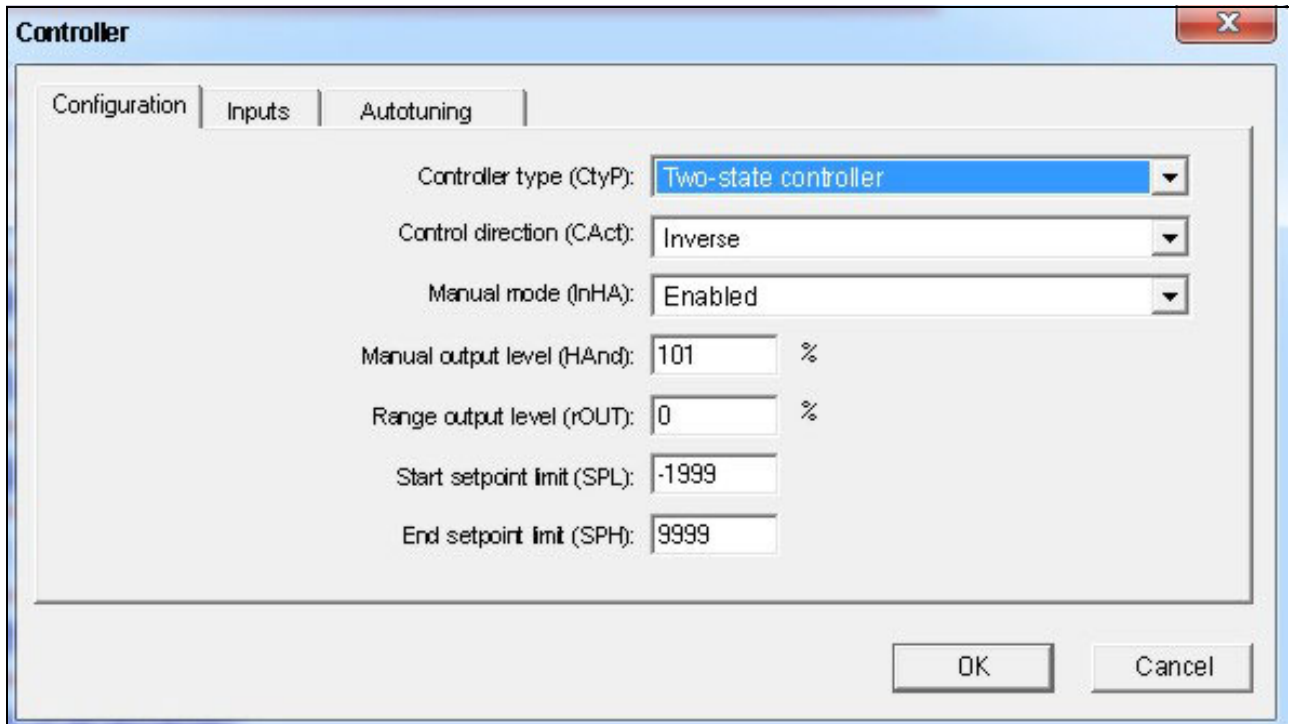 Controller
Configuration Inputs Autotuning
Controller type (CtyP): Two-state controller
Control direction (CAct): Inverse
Manual mode (InHA): Enabled
Manual output level (HAnd): 101 %
Range output level (rOUT): 0 %
Start setpoint limit (SPL): -1999
End setpoint limit (SPH): 9999
OK Cancel